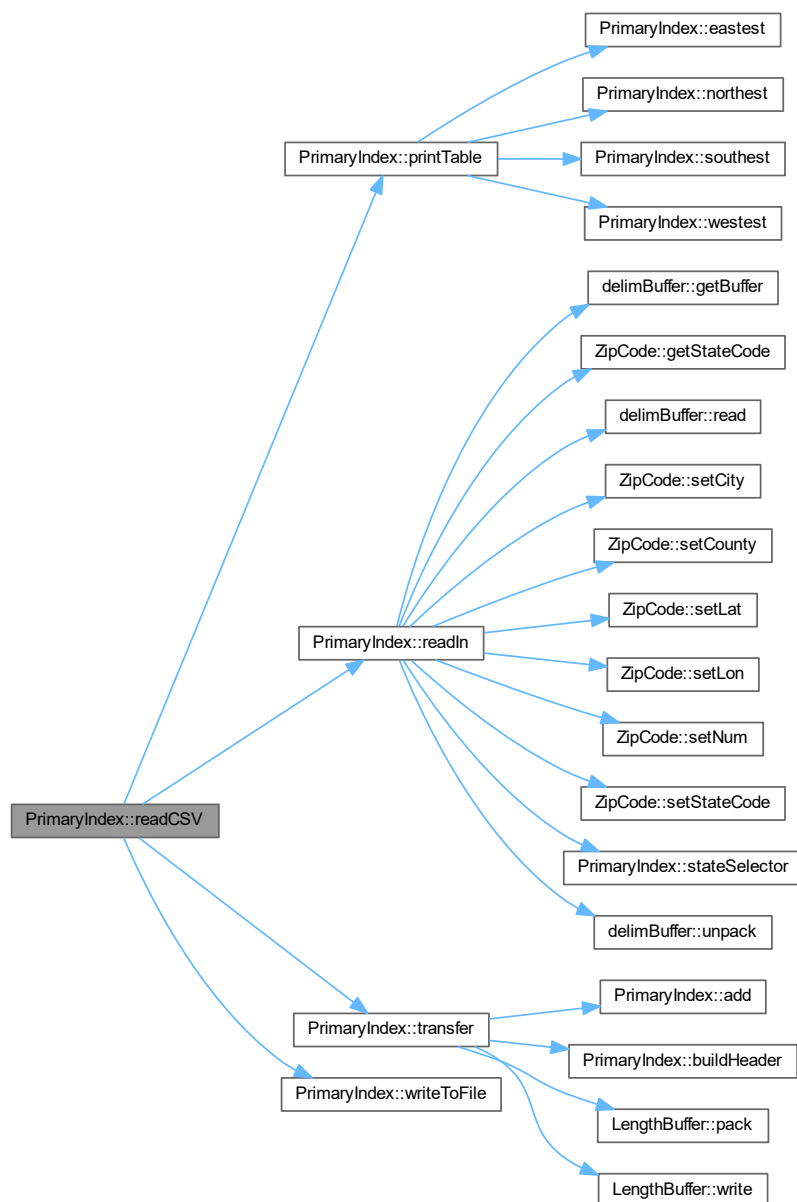 PrimaryIndex::eastest
PrimaryIndex::northest
PrimaryIndex::printTable
PrimaryIndex::southest
PrimaryIndex::westest
delimBuffer::getBuffer
ZipCode::getStateCode
delimBuffer::read
ZipCode::setCity
ZipCode::setCounty
ZipCode::setLat
PrimaryIndex::readIn
ZipCode::setLon
ZipCode::setNum
ZipCode::setStateCode
PrimaryIndex::readCSV
PrimaryIndex::stateSelector
delimBuffer::unpack
PrimaryIndex::add
PrimaryIndex::transfer
PrimaryIndex::buildHeader
PrimaryIndex::writeToFile
LengthBuffer::pack
LengthBuffer::write